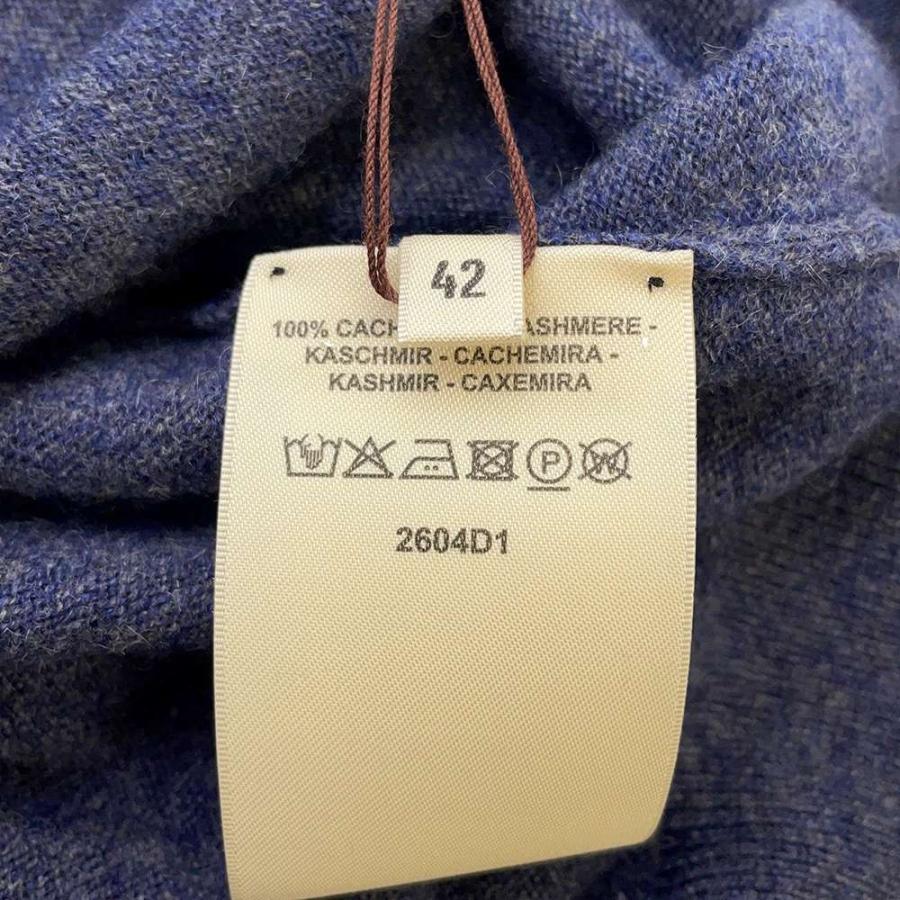 42
100% CACH ASHMERE -
KASCHMIR - CACHEMIRA -
KASHMIR - CAXEMIRA
P W
2604D1